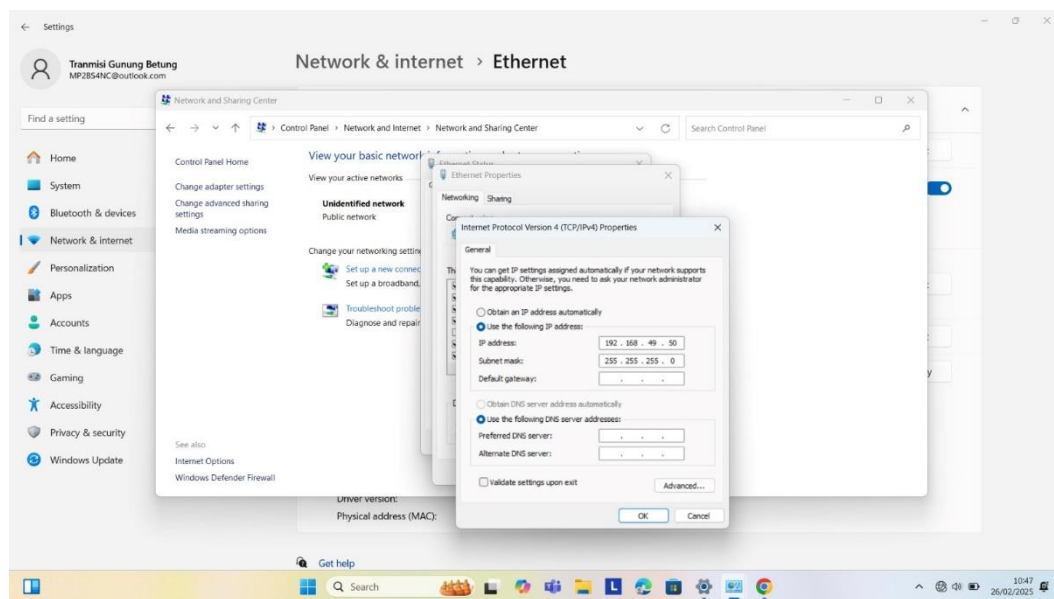 Settings
Tranmisi Gunung Betung
MP2BS4NC@outlook.com
Find a setting
Home
System
Bluetooth & devices
Network & internet
Personalization
Apps
Accounts
Time & language
Gaming
Accessibility
Privacy & security
Windows Update
Network & internet > Ethernet
Network and Sharing Center
Control Panel > Network and Internet > Network and Sharing Center
Search Control Panel
Control Panel Home
Change adapter settings
Change advanced sharing
settings
Media streaming options
See also
Internet Options
Windows Defender Firewall
View your basic network
View your active networks
Unidentified network
Public network
Change your networking settin
Set up a new connec
Set up a broadband,
Troubleshoot proble
Diagnose and repair
Ethernet Status
Ethernet Properties
Networking Sharing
Th
Internet Protocol Version 4 (TCP/IPv4) Properties
General
You can get IP settings assigned automatically if your network supports
this capability. Otherwise, you need to ask your network administrator
for the appropriate IP settings.
Obtain an IP address automatically
Use the following IP address:
IP address: 192 . 168 . 49 . 50
Subnet mask: 255 . 255 . 255 . 0
Default gateway: . . .
Obtain DNS server address automatically
Use the following DNS server addresses:
Preferred DNS server: . . .
Alternate DNS server: . . .
Validate settings upon exit
Advanced...
OK Cancel
Driver version:
Physical address (MAC):
Get help
Search
10:47
26/02/2025